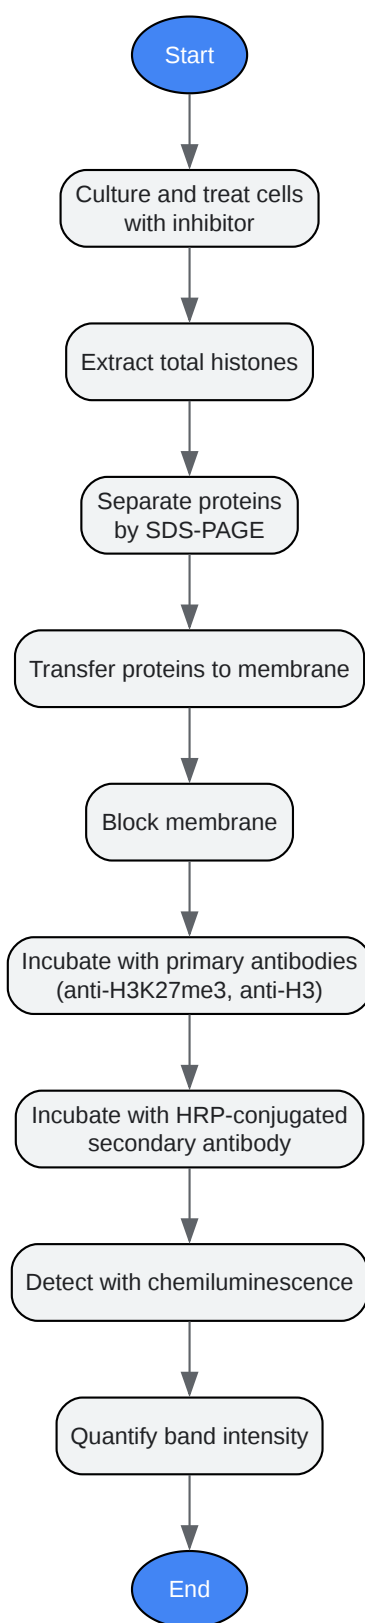 Start
Culture and treat cells
with inhibitor
Extract total histones
Separate proteins
by SDS-PAGE
Transfer proteins to membrane
Block membrane
Incubate with primary antibodies
(anti-H3K27me3, anti-H3)
Incubate with HRP-conjugated
secondary antibody
Detect with chemiluminescence
Quantify band intensity
End